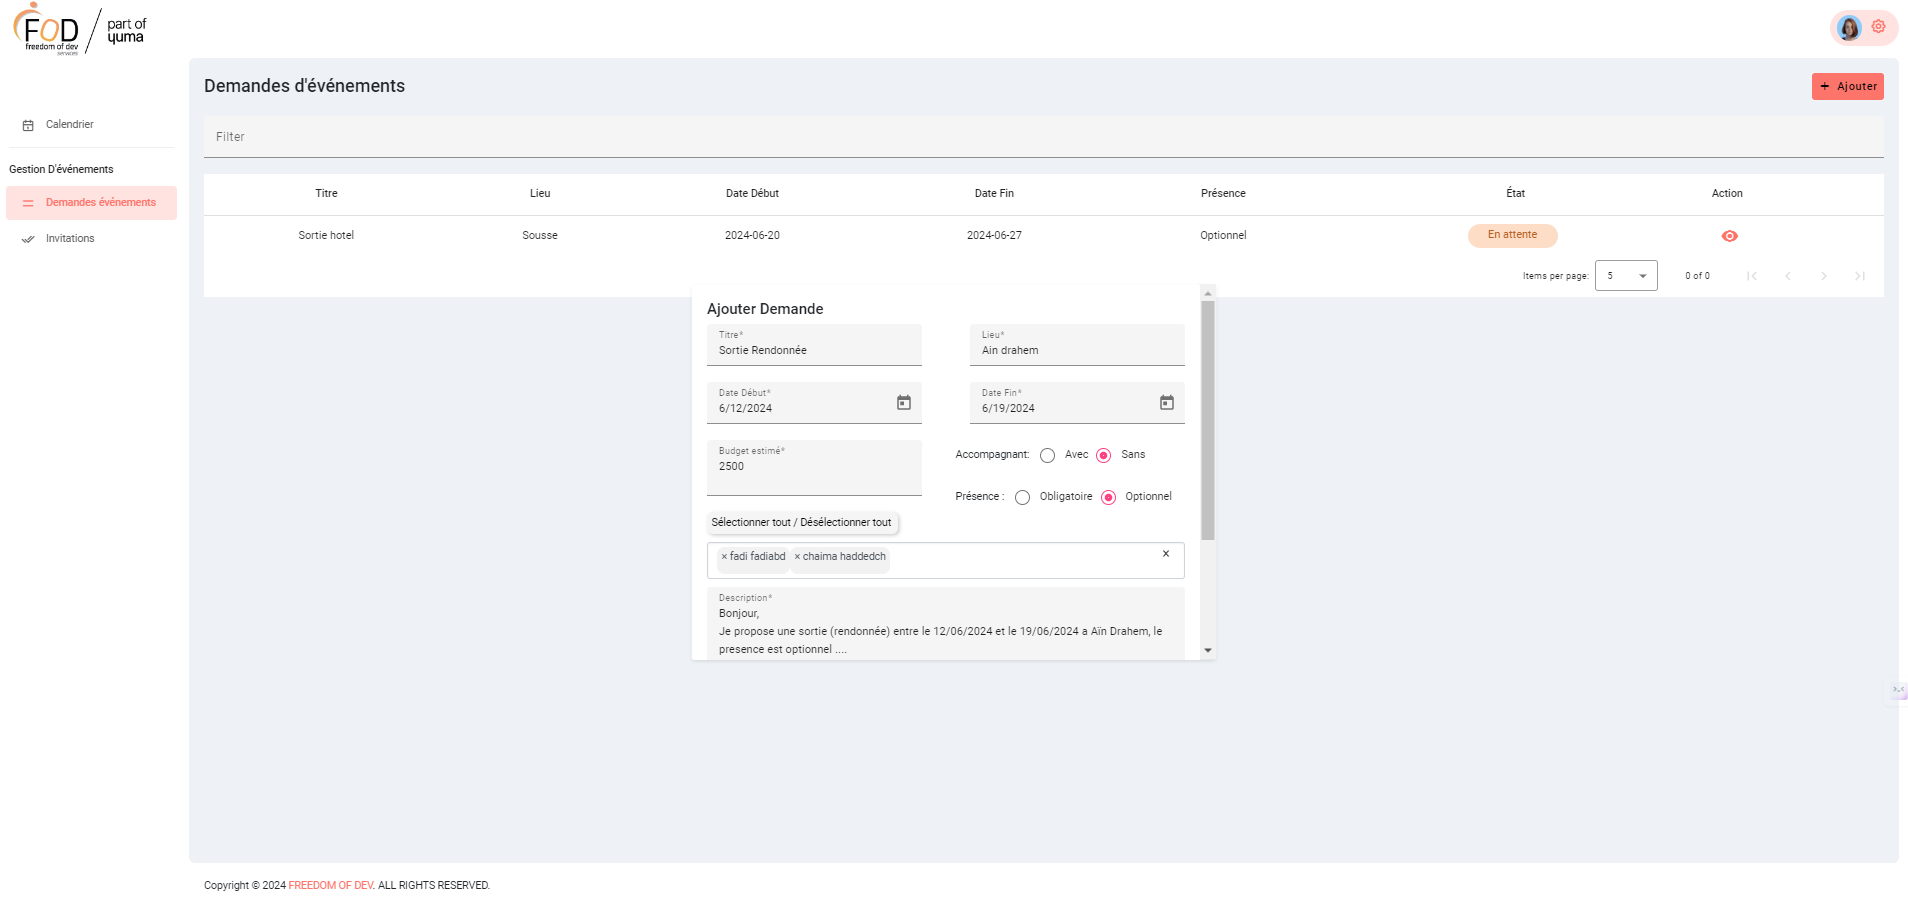 FOD
freedom of dev
services
part of
yuma
Calendrier
Gestion D'événements
Demandes événements
Invitations
Demandes d'événements
+ Ajouter
Filter
Titre Lieu Date Début Date Fin Présence État Action
Sortie hotel Sousse 2024-06-20 2024-06-27 Optionnel En attente
Items per page: 5 0 of 0
Ajouter Demande
Titre* Lieu*
Sortie Rendonnée Ain drahem
Date Début* Date Fin*
6/12/2024 6/19/2024
Budget estimé*
2500
Accompagnant: Avec Sans
Présence : Obligatoire Optionnel
Sélectionner tout / Désélectionner tout
× fadi fadiabd × chaima haddedch ×
Description*
Bonjour,
Je propose une sortie (rendonnée) entre le 12/06/2024 et le 19/06/2024 a Aïn Drahem, le
presence est optionnel ....
Copyright © 2024 FREEDOM OF DEV. ALL RIGHTS RESERVED.